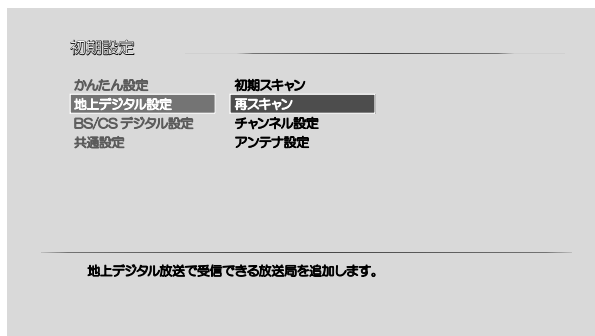 初期設定
かんたん設定
地上デジタル設定
BS/CSデジタル設定
共通設定
初期スキャン
再スキャン
チャンネル設定
アンテナ設定
地上デジタル放送で受信できる放送局を追加します。